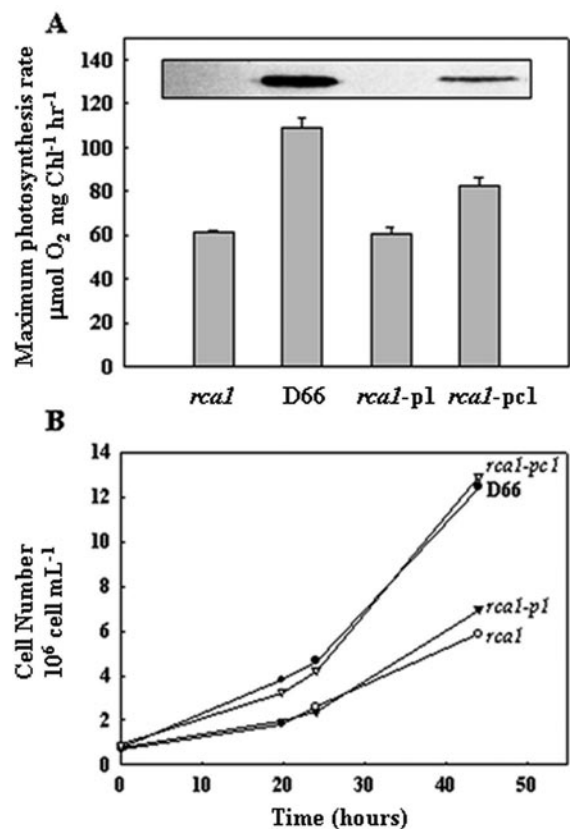 A
Maximum photosynthesis rate
μmol O2 mg Chl-1 hr-1
140
120
100
80
60
40
20
0
rca1 D66 rca1-p1 rca1-pc1
B
Cell Number
10^6 cell mL-1
14
12
10
8
6
4
2
0
rca1-pc1
D66
rca1-p1
rca1
0 10 20 30 40 50
Time (hours)